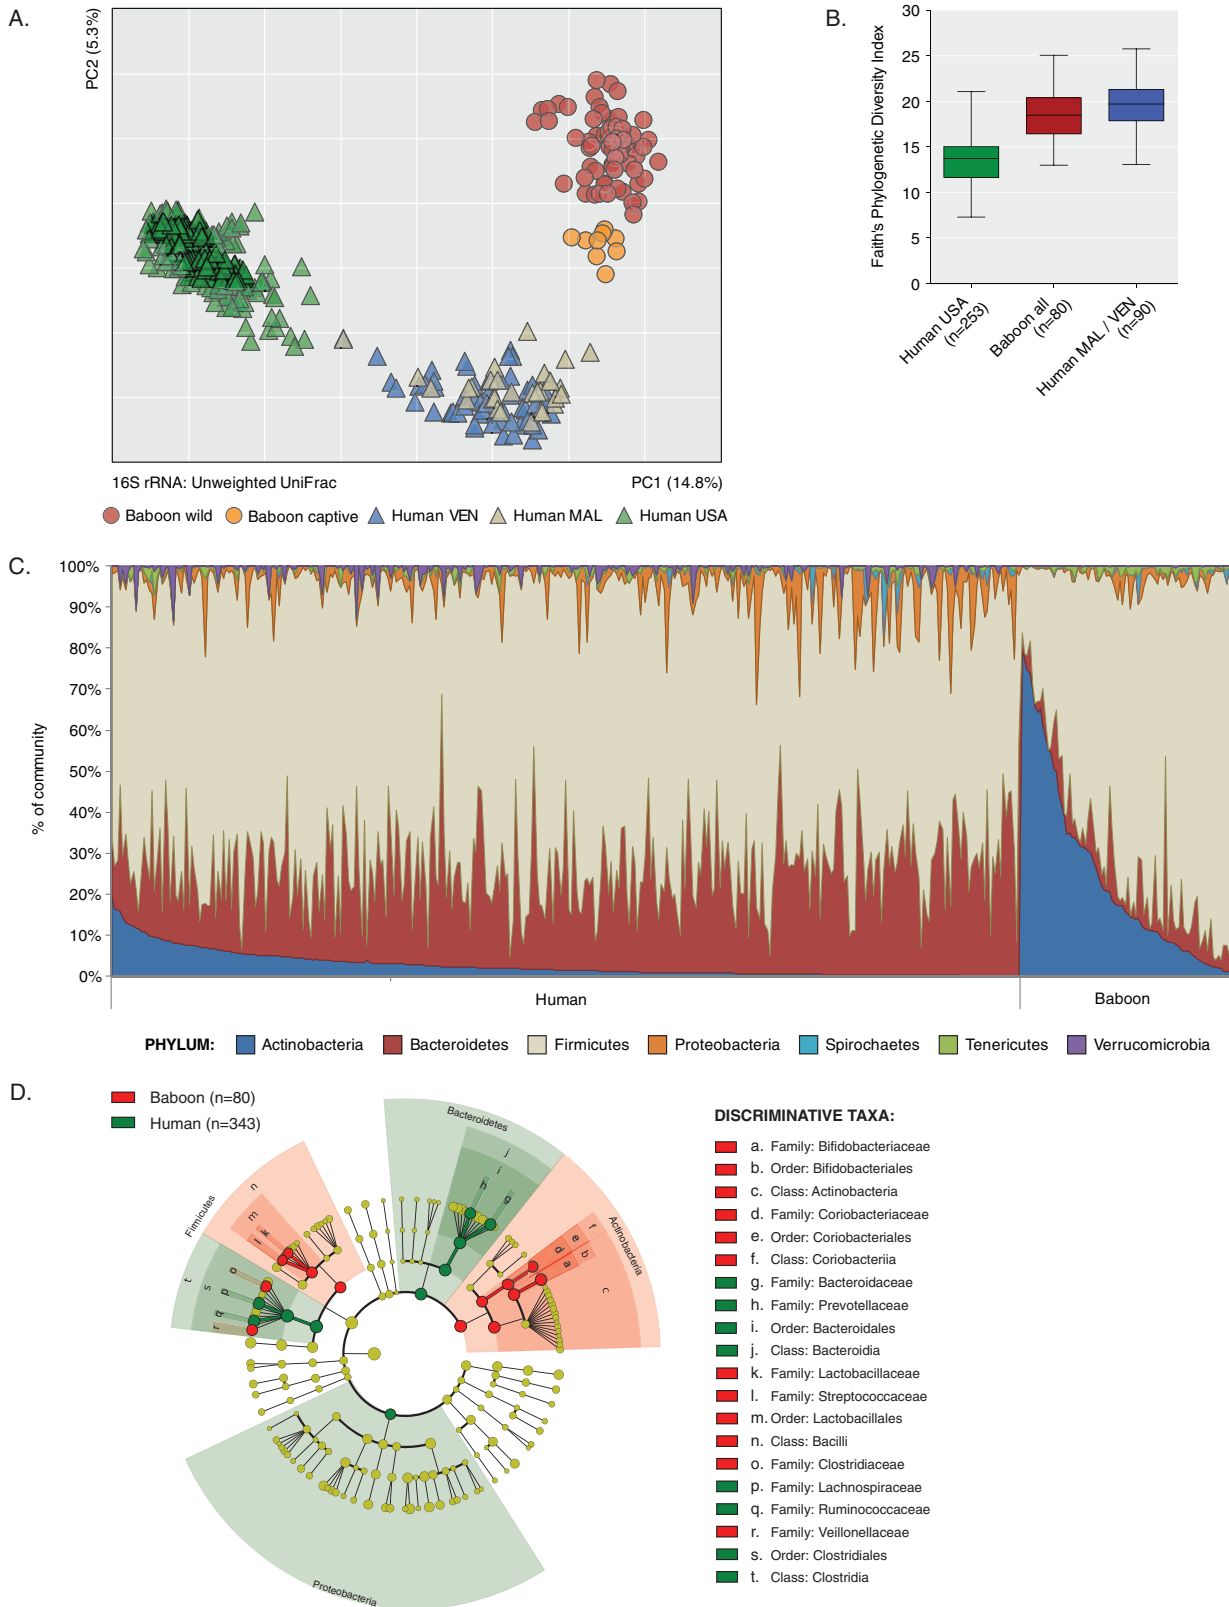 A.
PC2 (5.3%)
16S rRNA: Unweighted UniFrac
PC1 (14.8%)
Baboon wild
Baboon captive
Human VEN
Human MAL
Human USA
B.
Faith's Phylogenetic Diversity Index
30
25
20
15
10
5
0
Human USA
(n=253)
Baboon all
(n=80)
Human MAL / VEN
(n=90)
C.
% of community
100%
90%
80%
70%
60%
50%
40%
30%
20%
10%
0%
Human
Baboon
PHYLUM:
Actinobacteria
Bacteroidetes
Firmicutes
Proteobacteria
Spirochaetes
Tenericutes
Verrucomicrobia
D.
Baboon (n=80)
Human (n=343)
Bacteroidetes
j
i
h
g
Firmicutes
n
m
k
l
t
s
o
p
q
r
Actinobacteria
f
e
d
b
a
c
Proteobacteria
DISCRIMINATIVE TAXA:
a. Family: Bifidobacteriaceae
b. Order: Bifidobacteriales
c. Class: Actinobacteria
d. Family: Coriobacteriaceae
e. Order: Coriobacteriales
f. Class: Coriobacteriia
g. Family: Bacteroidaceae
h. Family: Prevotellaceae
i. Order: Bacteroidales
j. Class: Bacteroidia
k. Family: Lactobacillaceae
l. Family: Streptococcaceae
m. Order: Lactobacillales
n. Class: Bacilli
o. Family: Clostridiaceae
p. Family: Lachnospiraceae
q. Family: Ruminococcaceae
r. Family: Veillonellaceae
s. Order: Clostridiales
t. Class: Clostridia